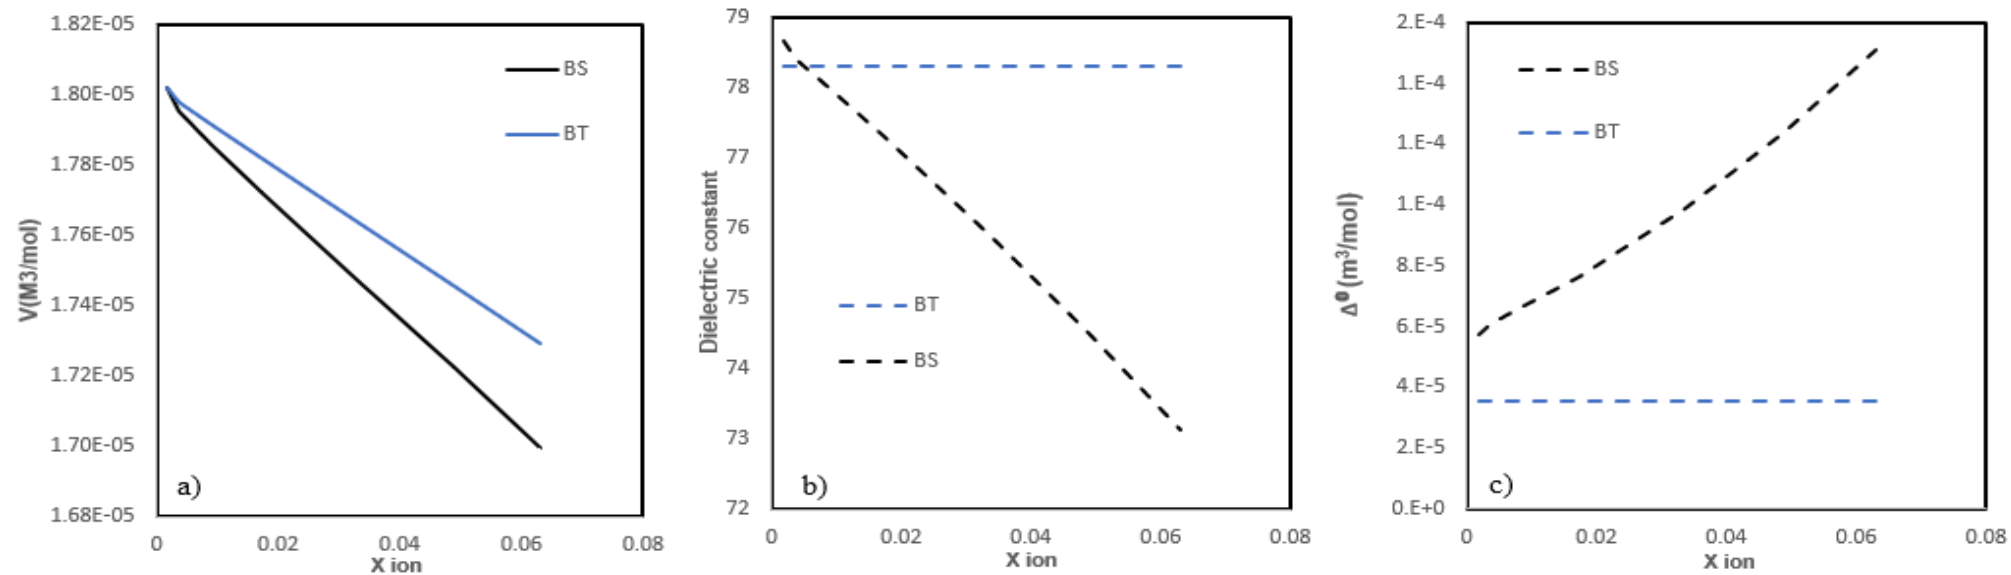 1.82E-05
1.80E-05
1.78E-05
1.76E-05
1.74E-05
1.72E-05
1.70E-05
1.68E-05
V(M3/mol)
BS
BT
a)
0 0.02 0.04 0.06 0.08
X ion
79
78
77
76
75
74
73
72
Dielectric constant
BT
BS
b)
0 0.02 0.04 0.06 0.08
X ion
2.E-4
1.E-4
1.E-4
1.E-4
8.E-5
6.E-5
4.E-5
2.E-5
0.E+0
Δ^θ (m³/mol)
BS
BT
c)
0 0.02 0.04 0.06 0.08
X ion